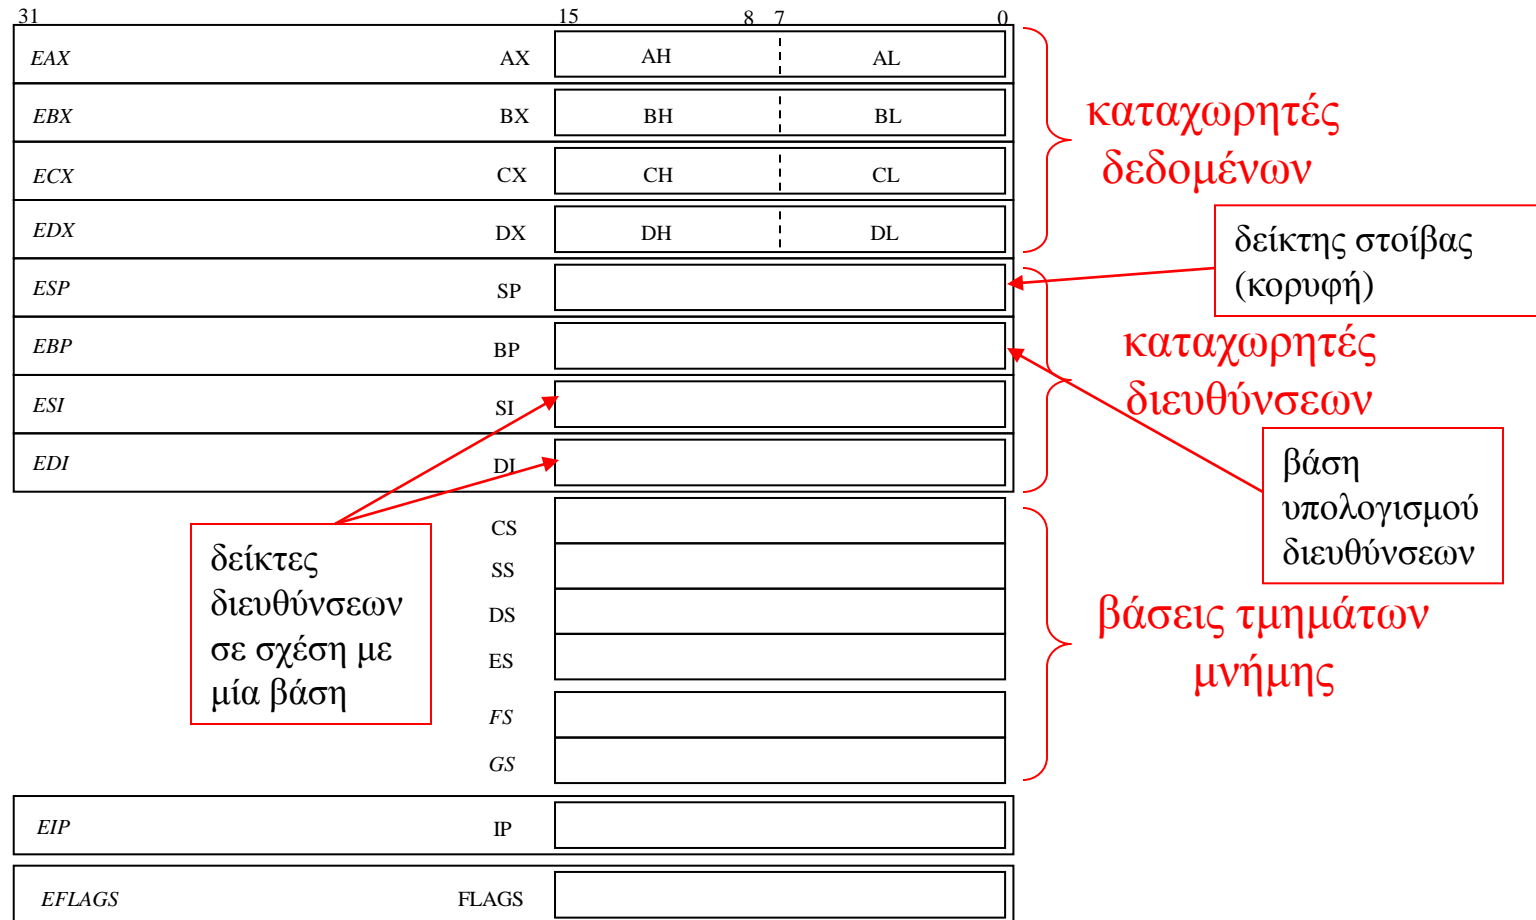 31 15 8 7 0
EAX AX AH AL
EBX BX BH BL
ECX CX CH CL
EDX DX DH DL
καταχωρητές
δεδομένων
ESP SP
δείκτης στοίβας
(κορυφή)
EBP BP
ESI SI
EDI DI
καταχωρητές
διευθύνσεων
βάση
υπολογισμού
διευθύνσεων
δείκτες
διευθύνσεων
σε σχέση με
μία βάση
CS
SS
DS
ES
FS
GS
βάσεις τμημάτων
μνήμης
EIP IP
EFLAGS FLAGS